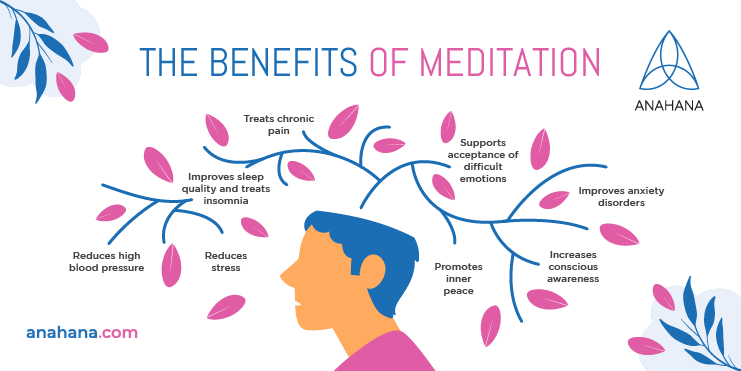 THE BENEFITS OF MEDITATION
ANAHANA
Treats chronic
pain
Supports
acceptance of
difficult
emotions
Improves sleep
quality and treats
insomnia
Improves anxiety
disorders
Reduces high
blood pressure
Reduces
stress
Promotes
inner
peace
Increases
conscious
awareness
anahana.com